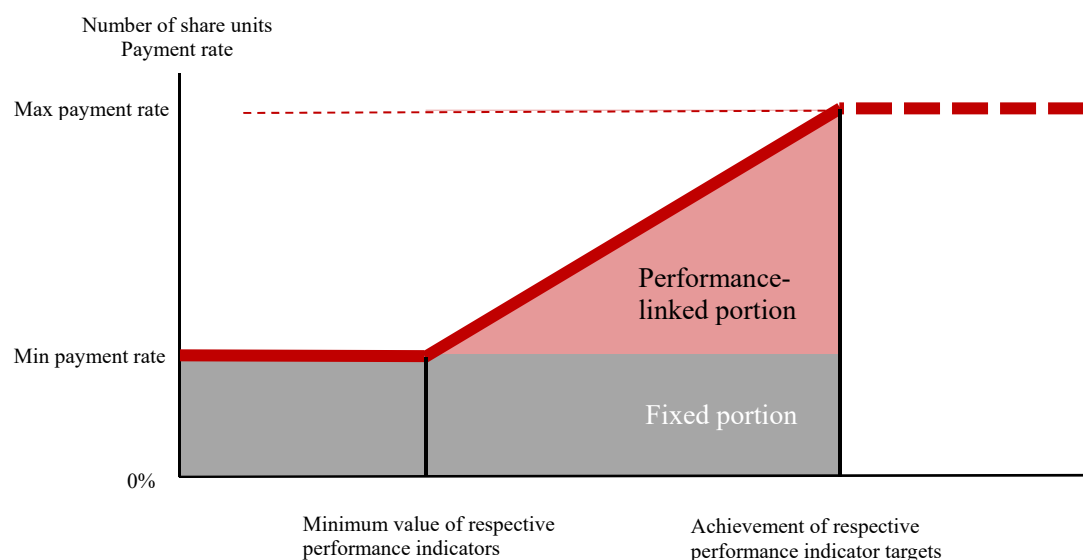 Number of share units
Payment rate
Max payment rate
Performance-
linked portion
Min payment rate
Fixed portion
0%
Minimum value of respective
performance indicators
Achievement of respective
performance indicator targets